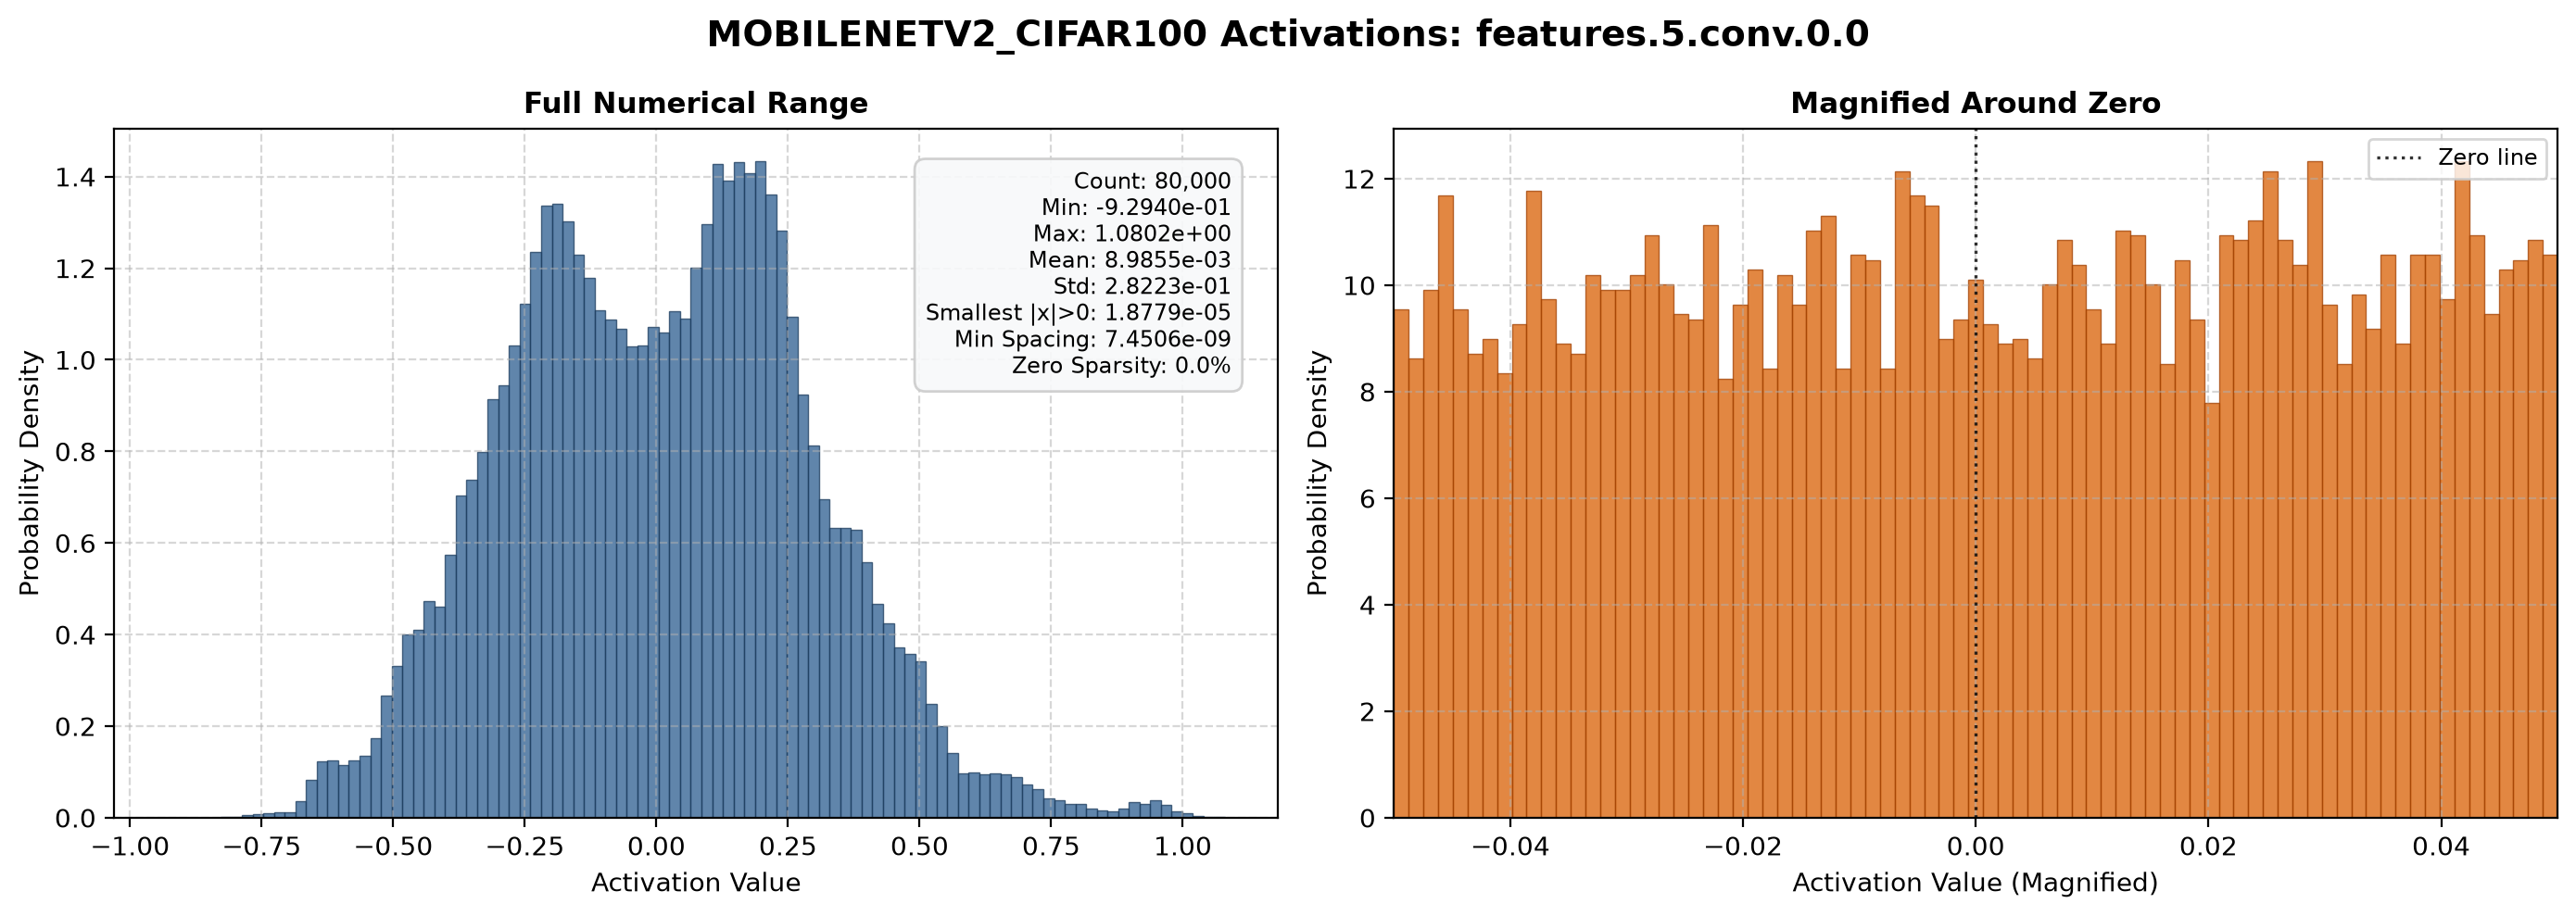 MOBILENETV2_CIFAR100 Activations: features.5.conv.0.0
Full Numerical Range
Probability Density
1.4
1.2
1.0
0.8
0.6
0.4
0.2
0.0
Count: 80,000
Min: -9.2940e-01
Max: 1.0802e+00
Mean: 8.9855e-03
Std: 2.8223e-01
Smallest |x|>0: 1.8779e-05
Min Spacing: 7.4506e-09
Zero Sparsity: 0.0%
−1.00 −0.75 −0.50 −0.25 0.00 0.25 0.50 0.75 1.00
Activation Value
Magnified Around Zero
Probability Density
12
10
8
6
4
2
0
Zero line
−0.04 −0.02 0.00 0.02 0.04
Activation Value (Magnified)